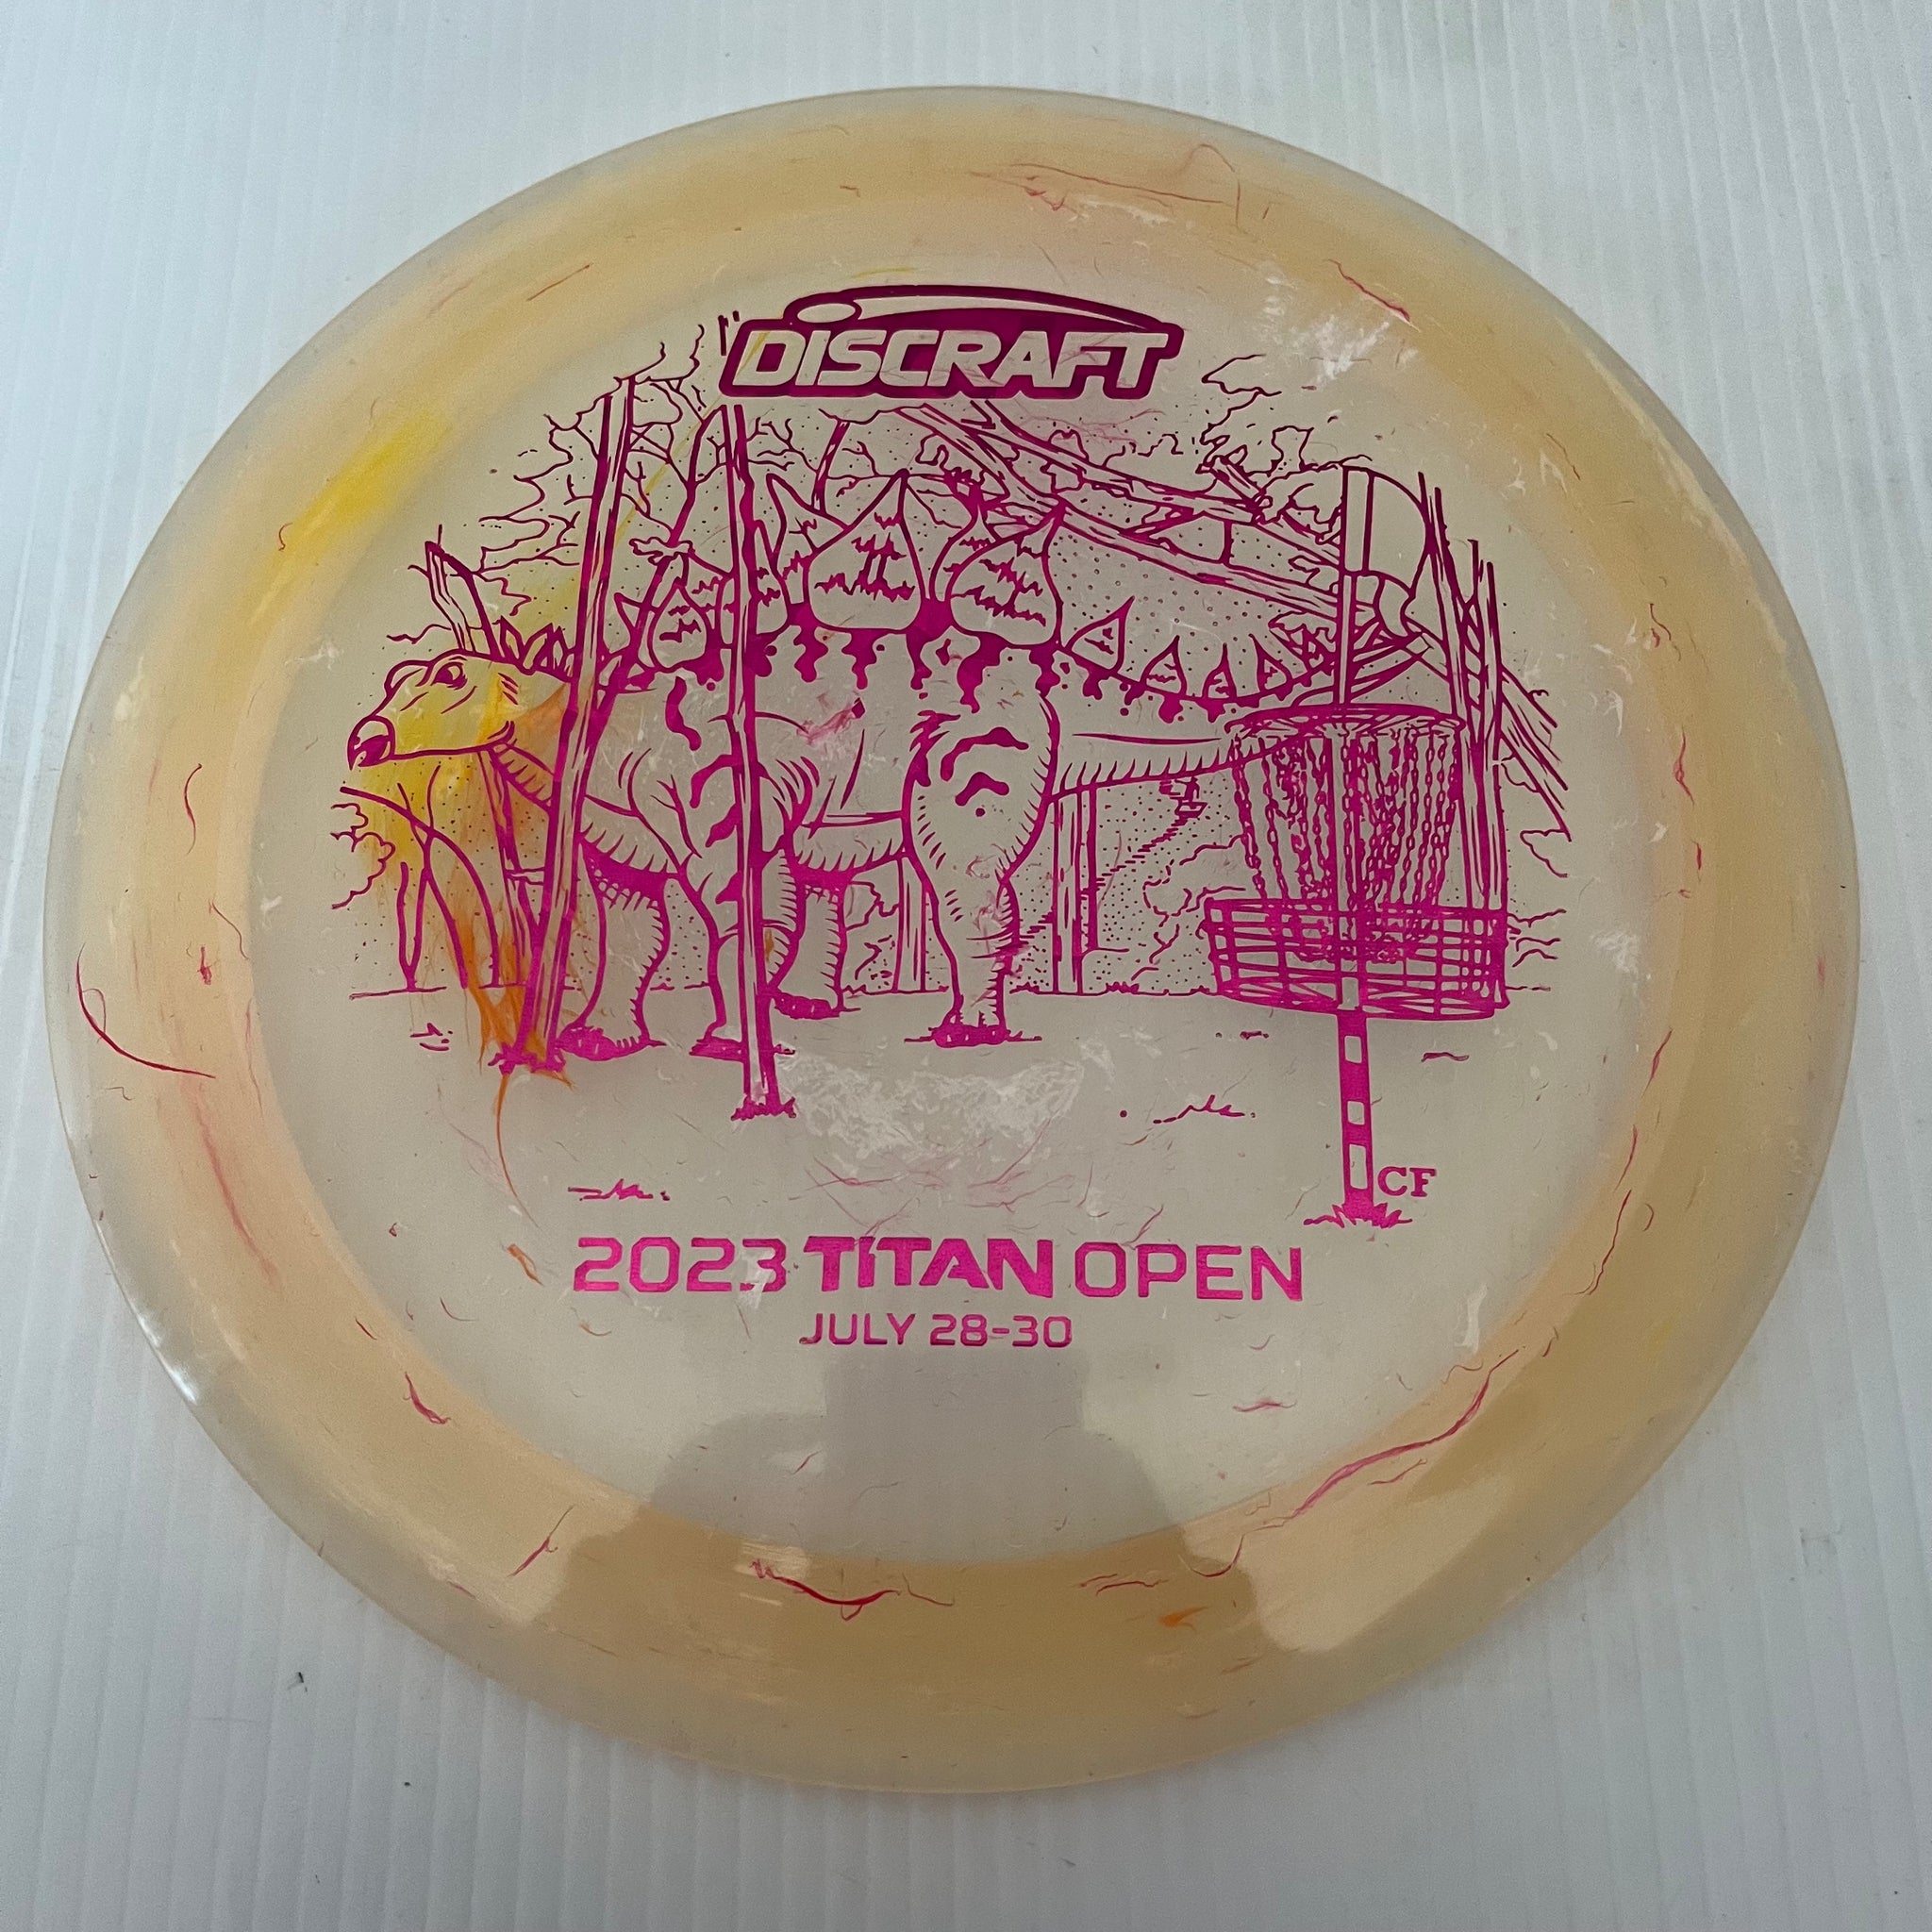 DISCRAFT
CF
2023 TITAN OPEN
JULY 28-30